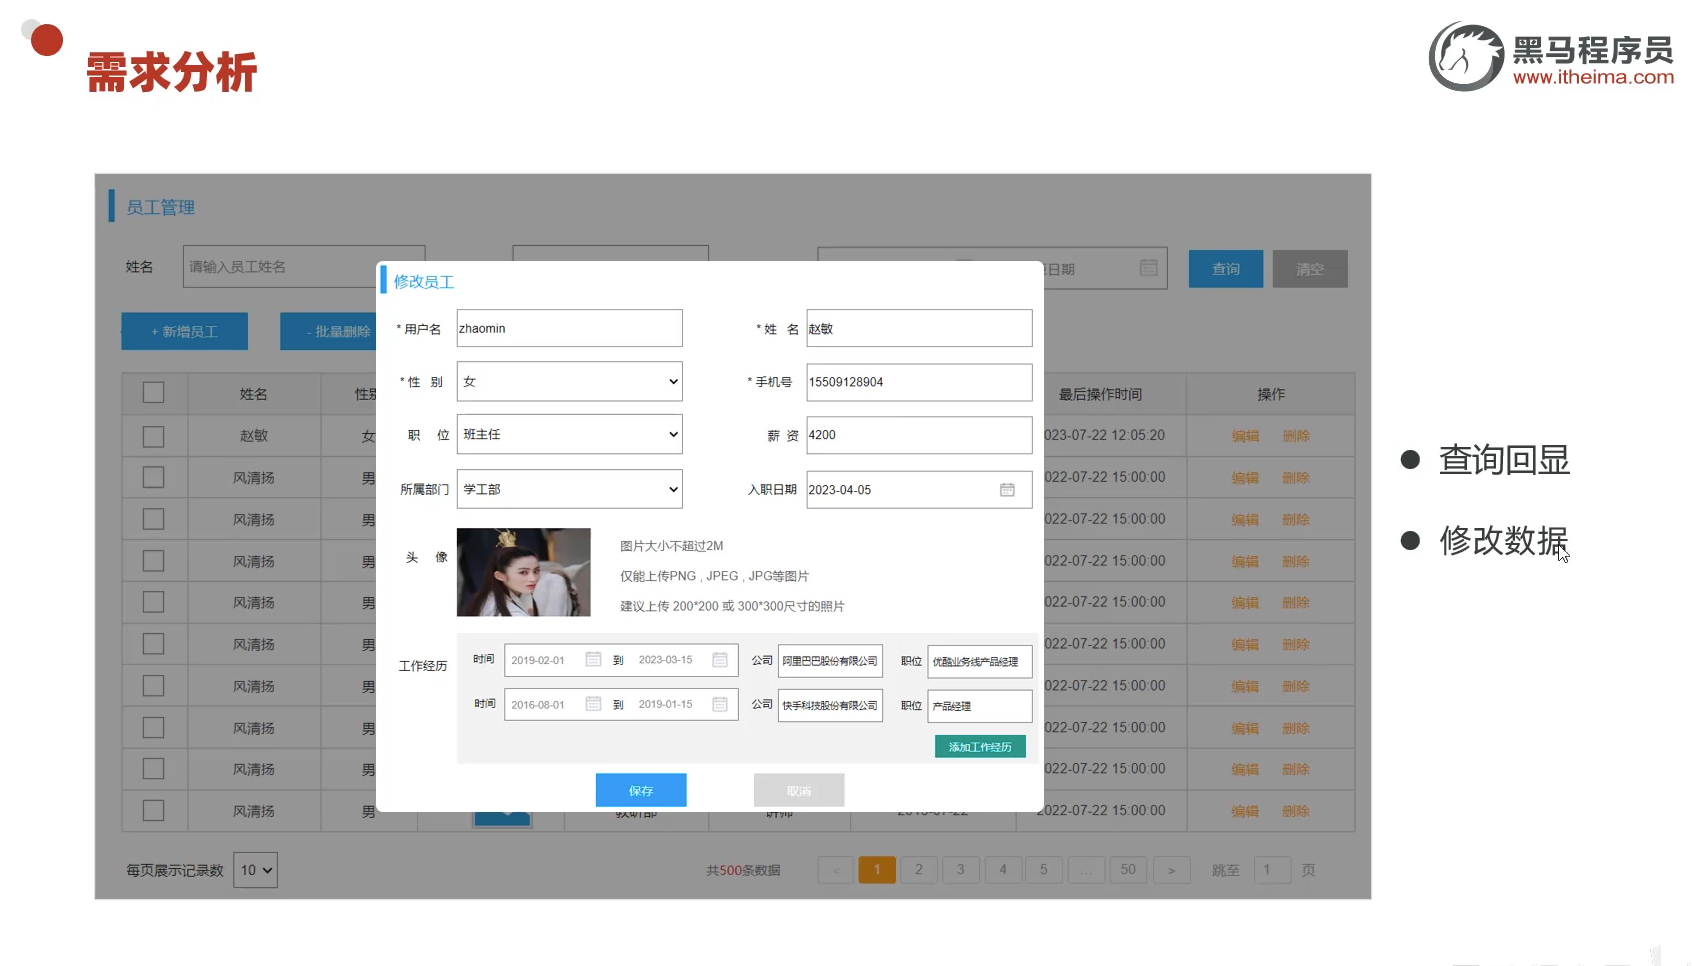 需求分析
黑马程序员
www.itheima.com
员工管理
姓名 请输入员工姓名 日期 查询 清空
+ 新增员工 - 批量删除
修改员工
* 用户名 zhaomin * 姓 名 赵敏
* 性 别 女 * 手机号 15509128904
职 位 班主任 薪 资 4200
所属部门 学工部 入职日期 2023-04-05
头 像
图片大小不超过2M
仅能上传PNG , JPEG , JPG等图片
建议上传 200*200 或 300*300尺寸的照片
工作经历
时间 2019-02-01 到 2023-03-15 公司 阿里巴巴股份有限公司 职位 优酷业务线产品经理
时间 2016-08-01 到 2019-01-15 公司 快手科技股份有限公司 职位 产品经理
添加工作经历
保存 取消
姓名 性别 最后操作时间 操作
赵敏 女 023-07-22 12:05:20 编辑 删除
风清扬 男 022-07-22 15:00:00 编辑 删除
风清扬 男 022-07-22 15:00:00 编辑 删除
风清扬 男 022-07-22 15:00:00 编辑 删除
风清扬 男 022-07-22 15:00:00 编辑 删除
风清扬 男 022-07-22 15:00:00 编辑 删除
风清扬 男 022-07-22 15:00:00 编辑 删除
风清扬 男 022-07-22 15:00:00 编辑 删除
风清扬 男 022-07-22 15:00:00 编辑 删除
风清扬 男 教研部 讲师 2022-07-22 15:00:00 编辑 删除
每页展示记录数 10 共500条数据 < 1 2 3 4 5 ... 50 > 跳至 1 页
查询回显
修改数据